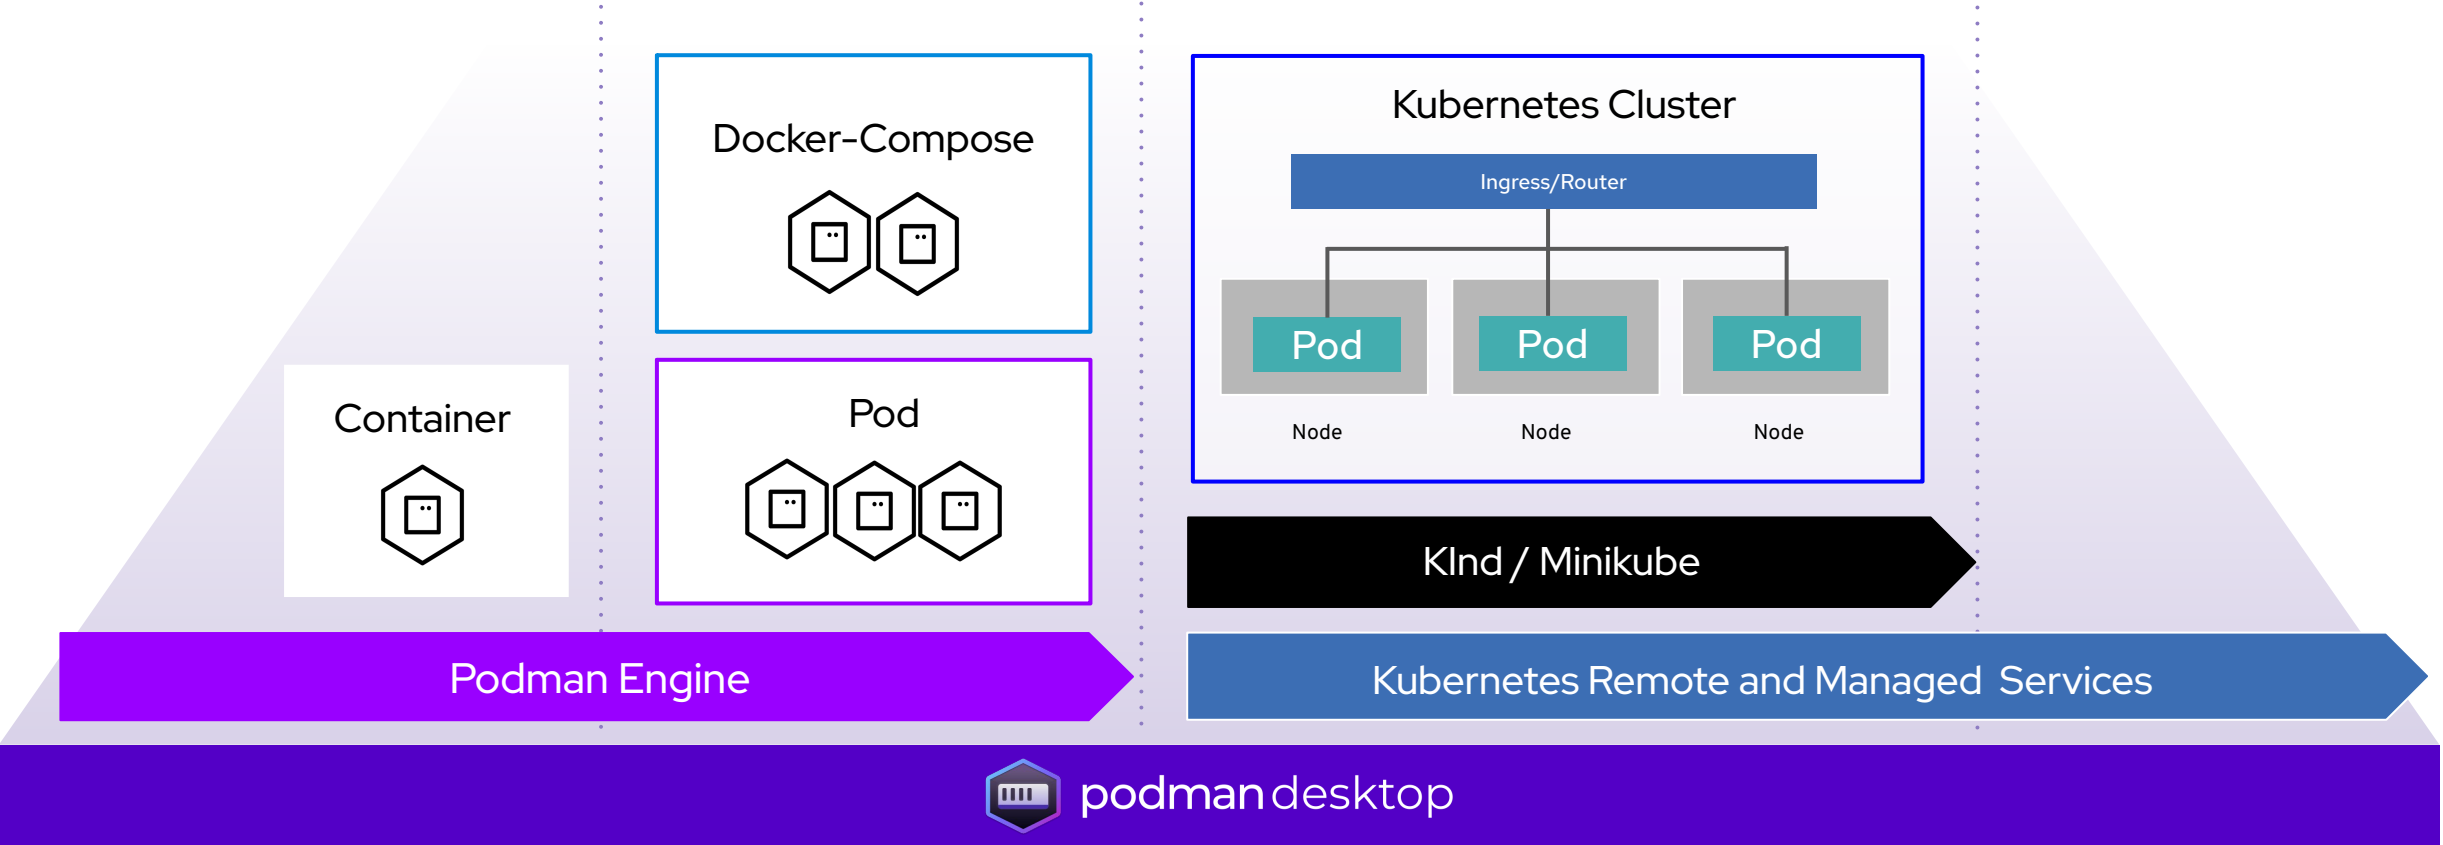 Docker-Compose
Container
Pod
Kubernetes Cluster
Ingress/Router
Pod
Pod
Pod
Node
Node
Node
KInd / Minikube
Podman Engine
Kubernetes Remote and Managed  Services
podman desktop